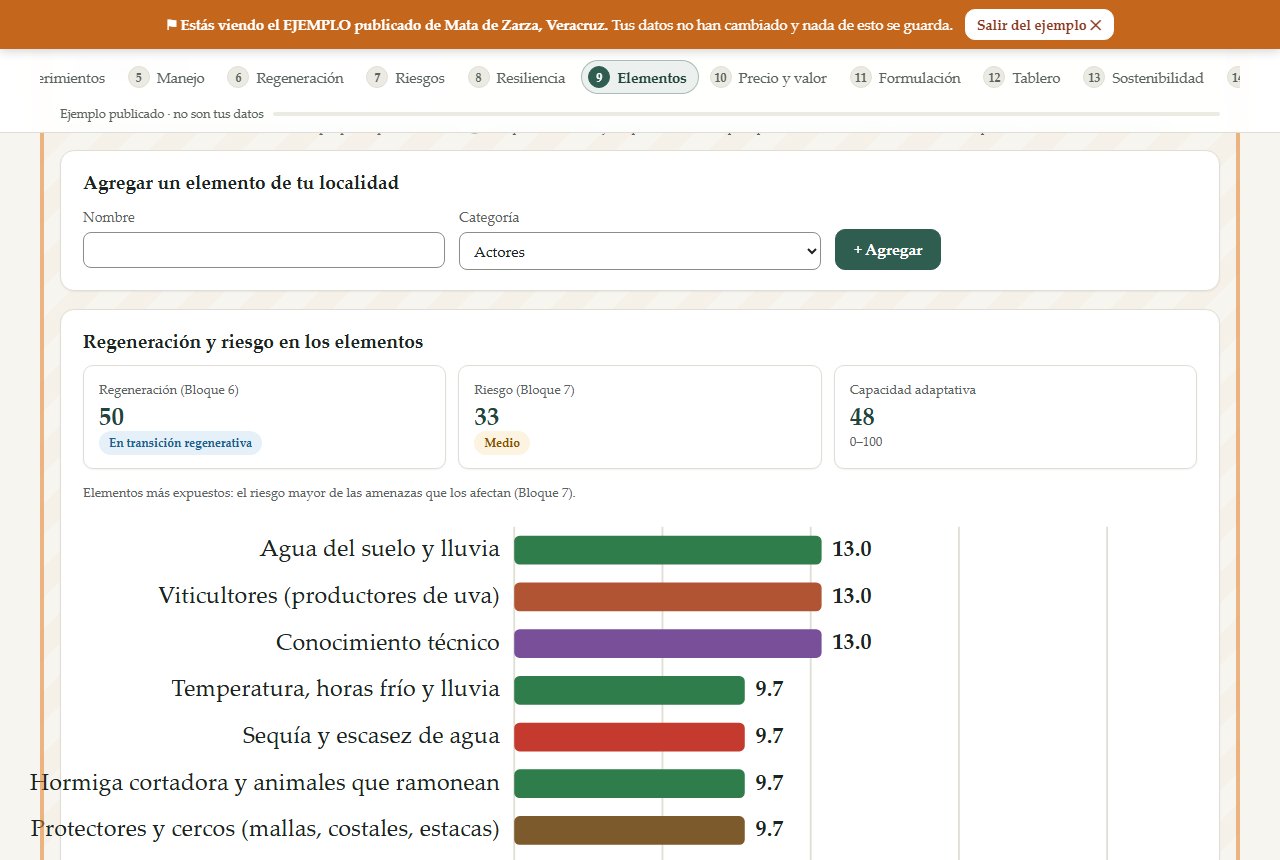 ⚑ Estás viendo el EJEMPLO publicado de Mata de Zarza, Veracruz. Tus datos no han cambiado y nada de esto se guarda. Salir del ejemplo ✕
erimientos 5 Manejo 6 Regeneración 7 Riesgos 8 Resiliencia 9 Elementos 10 Precio y valor 11 Formulación 12 Tablero 13 Sostenibilidad
Ejemplo publicado · no son tus datos
Agregar un elemento de tu localidad
Nombre Categoría
Actores + Agregar
Regeneración y riesgo en los elementos
Regeneración (Bloque 6) Riesgo (Bloque 7) Capacidad adaptativa
50 33 48
En transición regenerativa Medio 0–100
Elementos más expuestos: el riesgo mayor de las amenazas que los afectan (Bloque 7).
Agua del suelo y lluvia 13.0
Viticultores (productores de uva) 13.0
Conocimiento técnico 13.0
Temperatura, horas frío y lluvia 9.7
Sequía y escasez de agua 9.7
Hormiga cortadora y animales que ramonean 9.7
Protectores y cercos (mallas, costales, estacas) 9.7